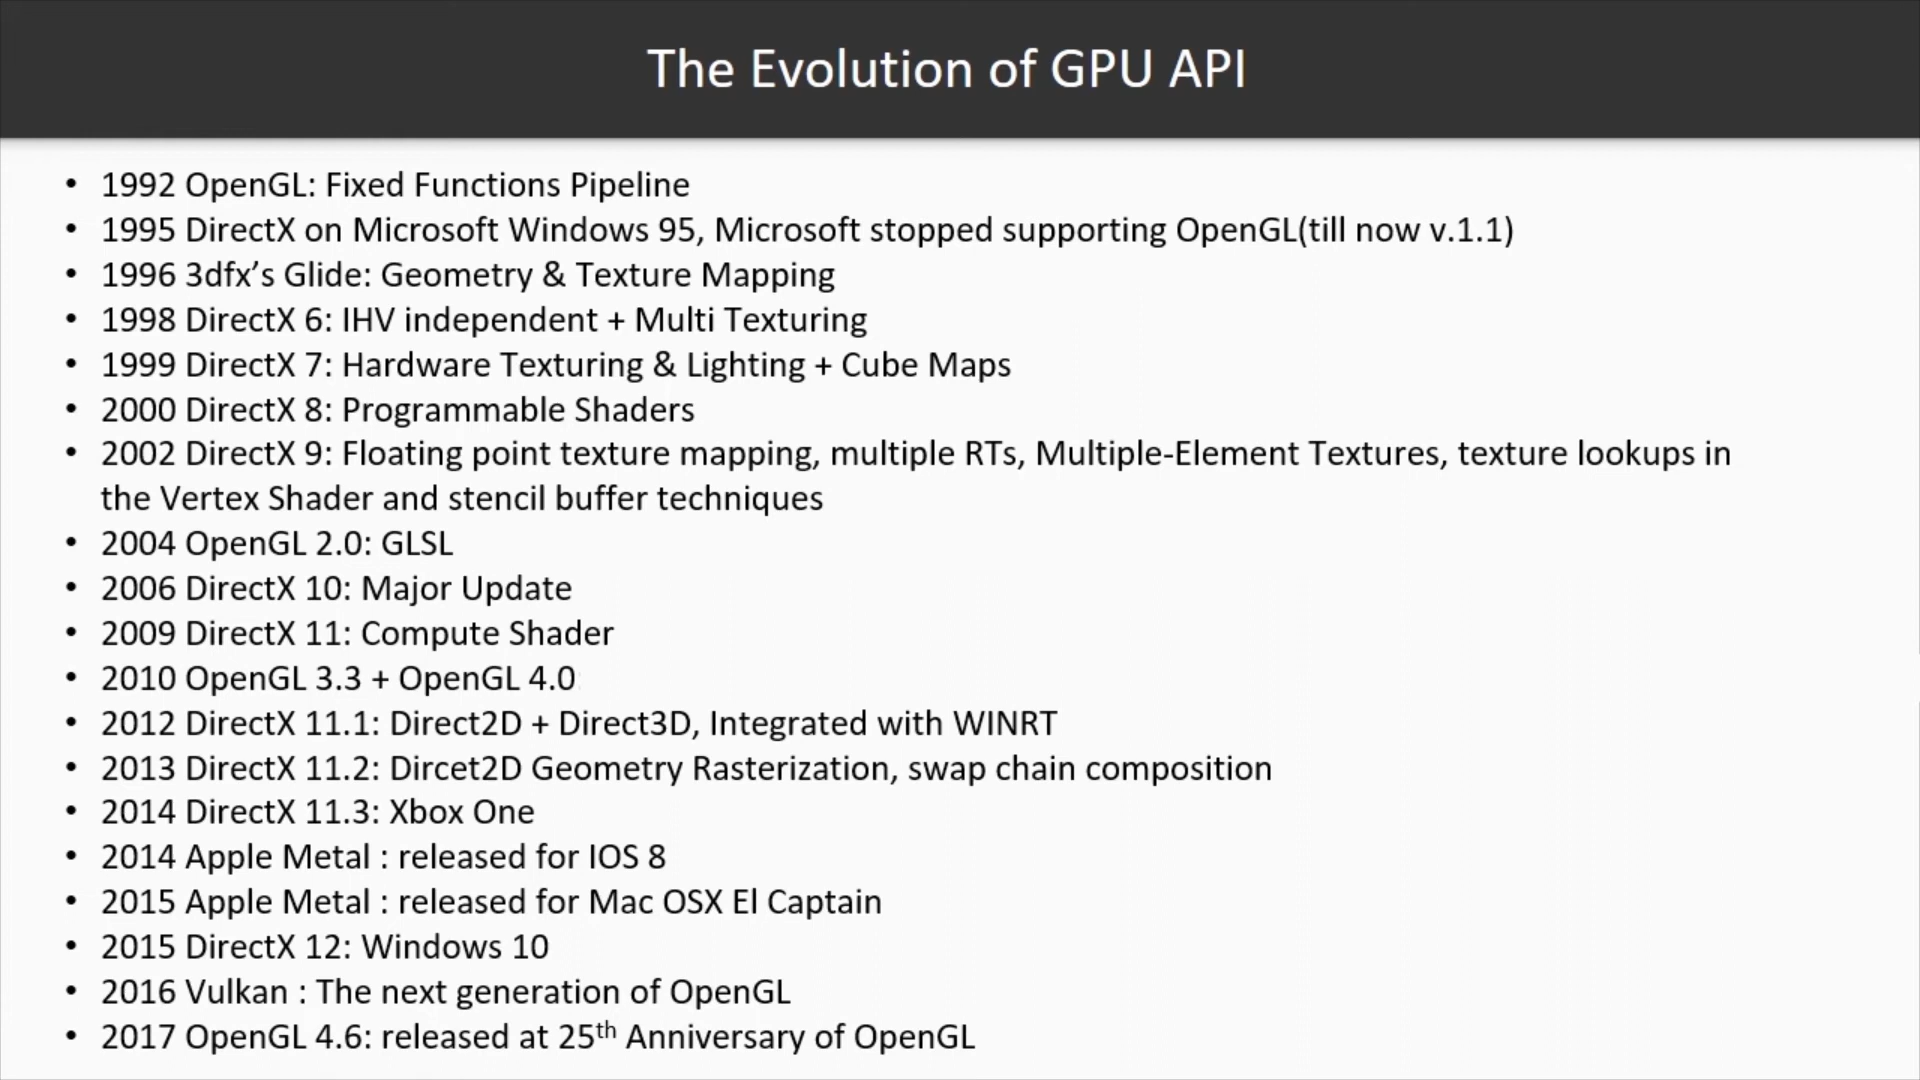 The Evolution of GPU API
• 1992 OpenGL: Fixed Functions Pipeline
• 1995 DirectX on Microsoft Windows 95, Microsoft stopped supporting OpenGL(till now v.1.1)
• 1996 3dfx’s Glide: Geometry & Texture Mapping
• 1998 DirectX 6: IHV independent + Multi Texturing
• 1999 DirectX 7: Hardware Texturing & Lighting + Cube Maps
• 2000 DirectX 8: Programmable Shaders
• 2002 DirectX 9: Floating point texture mapping, multiple RTs, Multiple-Element Textures, texture lookups in
the Vertex Shader and stencil buffer techniques
• 2004 OpenGL 2.0: GLSL
• 2006 DirectX 10: Major Update
• 2009 DirectX 11: Compute Shader
• 2010 OpenGL 3.3 + OpenGL 4.0
• 2012 DirectX 11.1: Direct2D + Direct3D, Integrated with WINRT
• 2013 DirectX 11.2: Dircet2D Geometry Rasterization, swap chain composition
• 2014 DirectX 11.3: Xbox One
• 2014 Apple Metal : released for IOS 8
• 2015 Apple Metal : released for Mac OSX El Captain
• 2015 DirectX 12: Windows 10
• 2016 Vulkan : The next generation of OpenGL
• 2017 OpenGL 4.6: released at 25th Anniversary of OpenGL